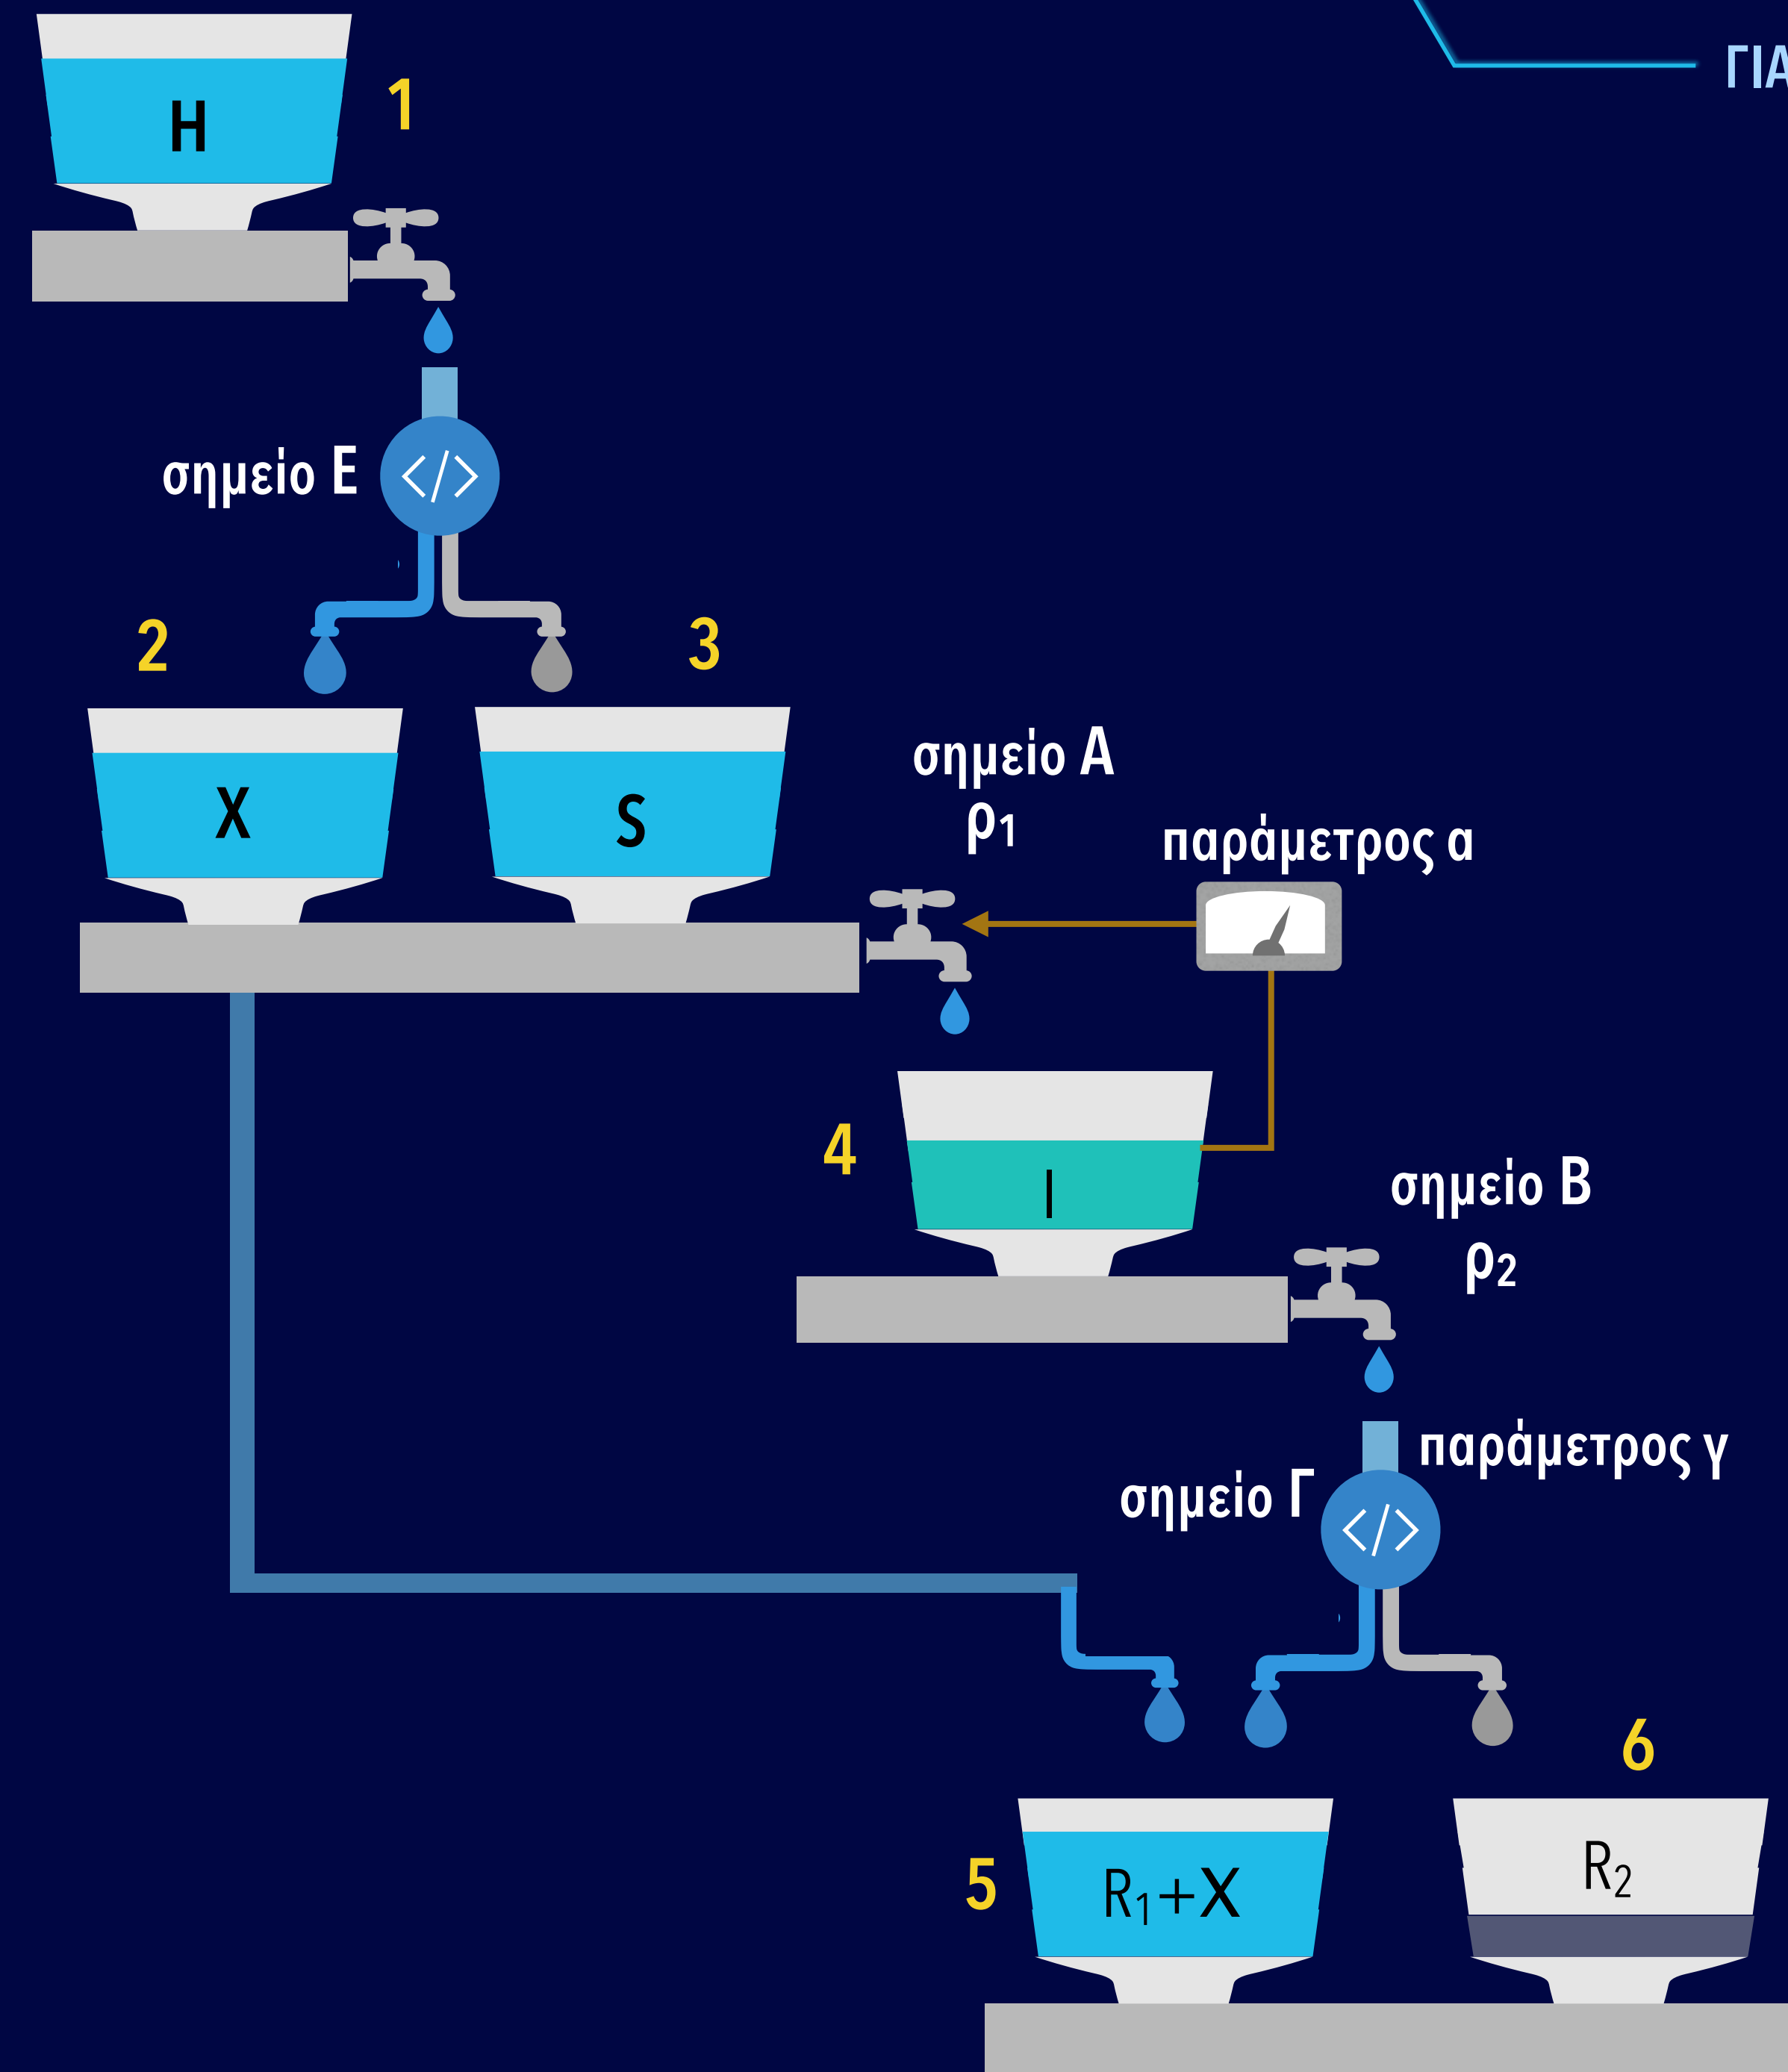 ΓΙΑ
H
1
</>
σημείο Ε
2
3
X
S
σημείο Α
ρ1
παράμετρος α
4
I
σημείο Β
ρ2
παράμετρος γ
σημείο Γ
</>
6
5
R1+X
R2